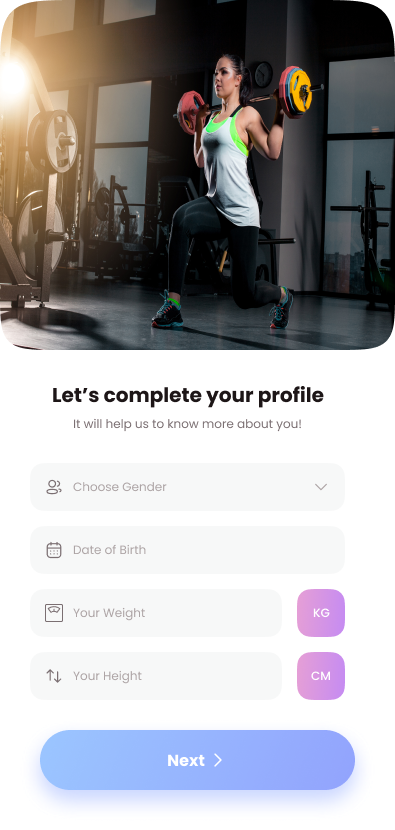 Let’s complete your profile
It will help us to know more about you!
Choose Gender
Date of Birth
Your Weight
KG
Your Height
CM
Next